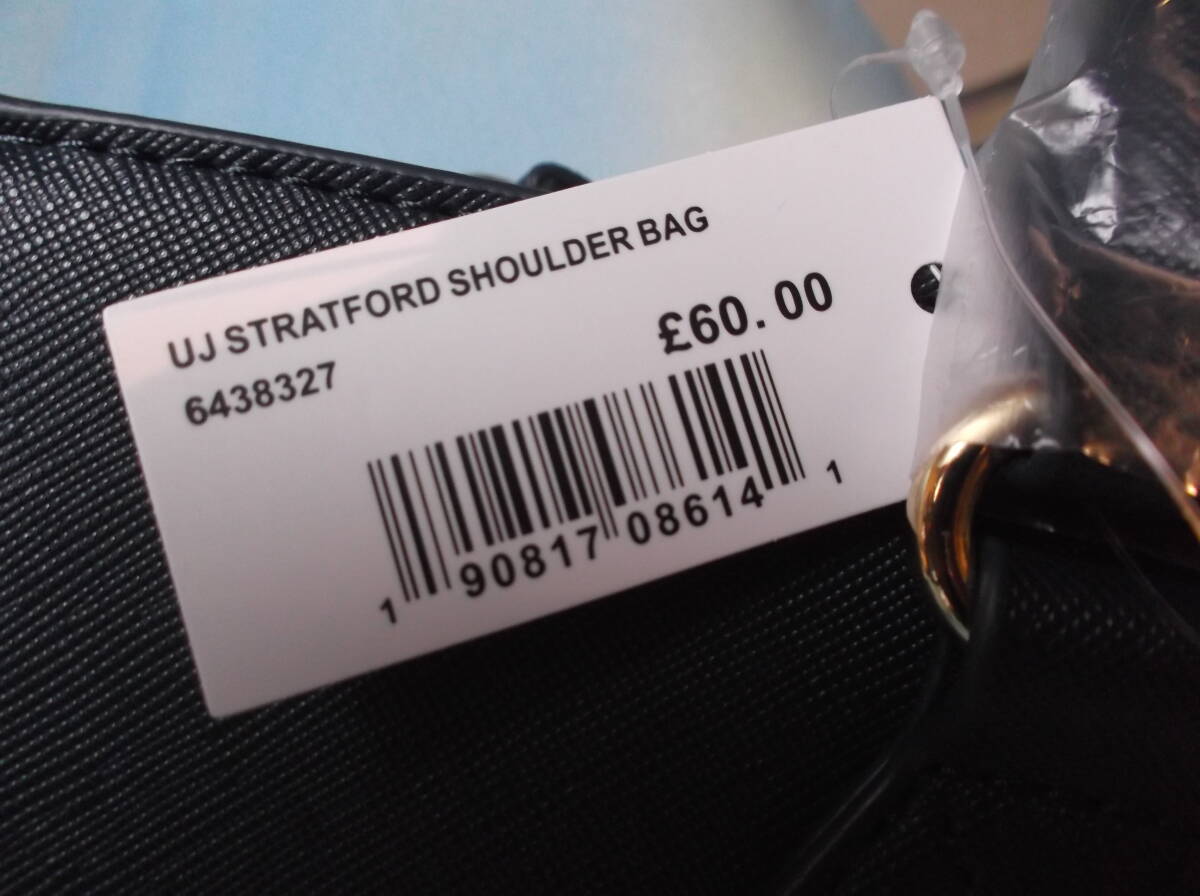 UJ STRATFORD SHOULDER BAG
6438327
£60.00
1 90817 08614 1